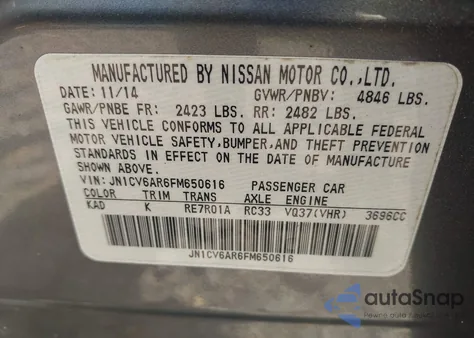 MANUFACTURED BY NISSAN MOTOR CO.,LTD.
DATE: 11/14 GVWR/PNBV: 4846 LBS.
GAWR/PNBE FR: 2423 LBS. RR: 2482 LBS.
THIS VEHICLE CONFORMS TO ALL APPLICABLE FEDERAL
MOTOR VEHICLE SAFETY,BUMPER,AND THEFT PREVENTION
STANDARDS IN EFFECT ON THE DATE OF MANUFACTURE
SHOWN ABOVE.
VIN: JN1CV6AR6FM650616 PASSENGER CAR
COLOR TRIM TRANS AXLE ENGINE
KAD K RE7R01A RC33 VQ37(VHR) 3696CC
JN1CV6AR6FM650616
autoSnap